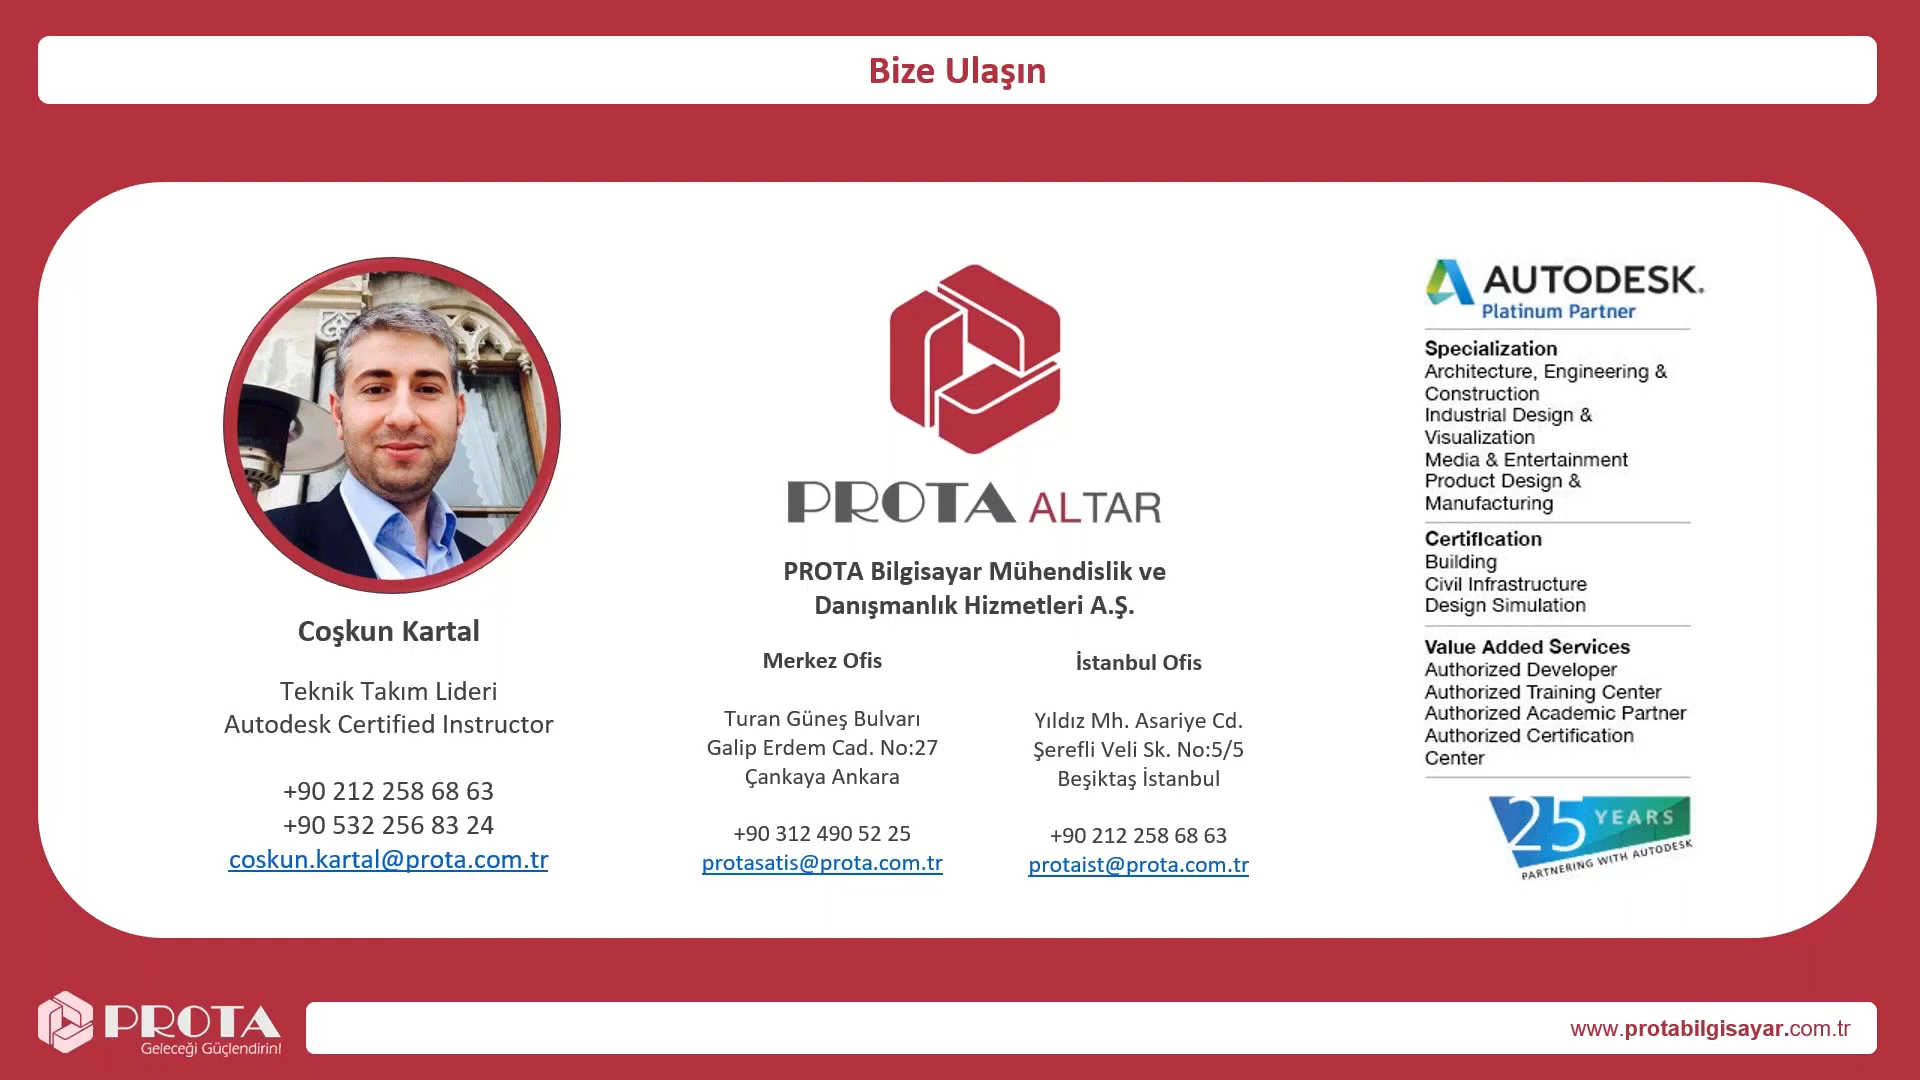 Bize Ulaşın
Coşkun Kartal
Teknik Takım Lideri
Autodesk Certified Instructor
+90 212 258 68 63
+90 532 256 83 24
coskun.kartal@prota.com.tr
PROTA ALTAR
PROTA Bilgisayar Mühendislik ve
Danışmanlık Hizmetleri A.Ş.
Merkez Ofis
Turan Güneş Bulvarı
Galip Erdem Cad. No:27
Çankaya Ankara
+90 312 490 52 25
protasatis@prota.com.tr
İstanbul Ofis
Yıldız Mh. Asariye Cd.
Şerefli Veli Sk. No:5/5
Beşiktaş İstanbul
+90 212 258 68 63
protaist@prota.com.tr
AUTODESK.
Platinum Partner
Specialization
Architecture, Engineering &
Construction
Industrial Design &
Visualization
Media & Entertainment
Product Design &
Manufacturing
Certification
Building
Civil Infrastructure
Design Simulation
Value Added Services
Authorized Developer
Authorized Training Center
Authorized Academic Partner
Authorized Certification
Center
25 YEARS
PARTNERING WITH AUTODESK
PROTA
Geleceği Güçlendirin!
www.protabilgisayar.com.tr